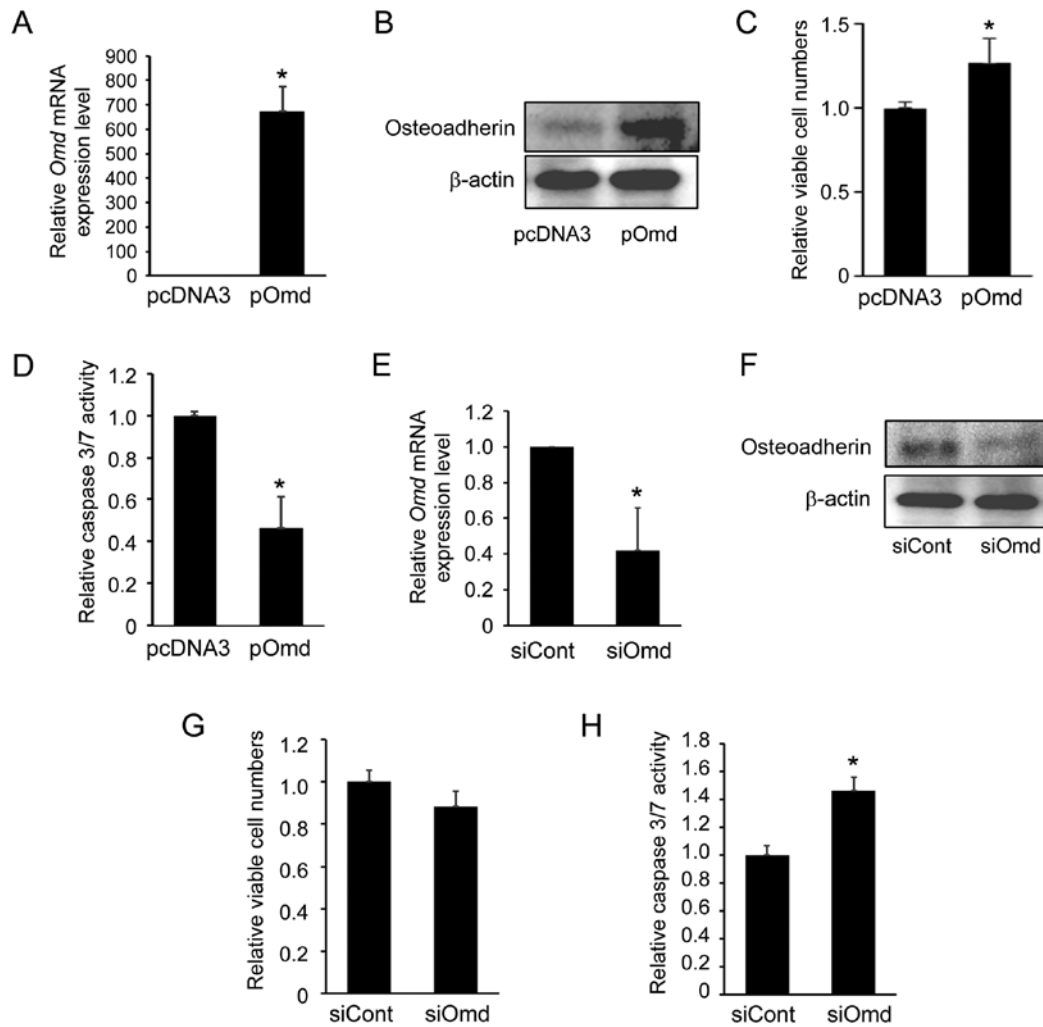 A
Relative Omd mRNA
expression level
900
800
700
600
500
400
300
200
100
0
*
pcDNA3 pOmd
B
Osteoadherin
β-actin
pcDNA3 pOmd
C
Relative viable cell numbers
1.5
1.0
0
*
pcDNA3 pOmd
D
Relative caspase 3/7 activity
1.2
1.0
0.8
0.6
0.4
0.2
0
*
pcDNA3 pOmd
E
Relative Omd mRNA
expression level
1.2
1.0
0.8
0.6
0.4
0.2
0
*
siCont siOmd
F
Osteoadherin
β-actin
siCont siOmd
G
Relative viable cell numbers
1.2
1.0
0.8
0.6
0.4
0.2
0
siCont siOmd
H
Relative caspase 3/7 activity
1.8
1.6
1.4
1.2
1.0
1.2
1.0
0.4
0.2
0
*
siCont siOmd